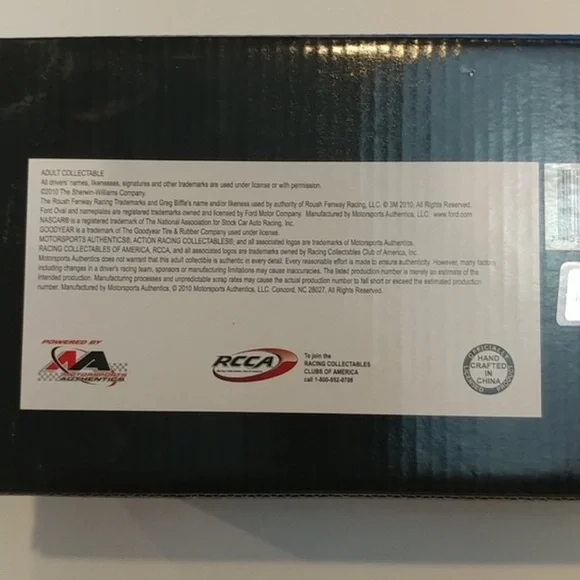 ADULT COLLECTABLE
All drivers' names, likenesses, signatures and other trademarks are used under license or with permission.
©2010 The Sherwin-Williams Company.
The Roush Fenway Racing Trademarks and Greg Biffle's name and/or likeness used by authority of Roush Fenway Racing, LLC. © 3M 2010. All Rights Reserved.
Ford Oval and nameplates are registered trademarks owned and licensed by Ford Motor Company. Manufactured by Motorsports Authentics, LLC. www.ford.com
NASCAR® is a registered trademark of The National Association for Stock Car Auto Racing, Inc.
GOODYEAR is a trademark of The Goodyear Tire & Rubber Company used under license.
MOTORSPORTS AUTHENTICS®, ACTION RACING COLLECTABLES®, and all associated logos are trademarks of Motorsports Authentics.
RACING COLLECTABLES CLUB OF AMERICA, RCCA, and all associated logos are trademarks owned by Racing Collectables Club of America, Inc.
Motorsports Authentics does not warrant that this adult collectible is authentic in every detail. Every reasonable effort is made to ensure authenticity. However, many factors
including changes in a driver's racing team, sponsors or manufacturing limitations may cause inaccuracies. The listed production number is merely an estimate of the
intended production. Manufacturing processes and unpredictable scrap rates may cause the actual production number to fall short or exceed the estimated production
number. Manufactured by Motorsports Authentics, © 2010 Motorsports Authentics, LLC. Concord, NC 28027. All Rights Reserved.
POWERED BY
MA
MOTORSPORTS
AUTHENTICS
RCCA
To join the
RACING COLLECTABLES
CLUBS OF AMERICA
call 1-800-952-0708
OFFICIALLY
HAND
CRAFTED
IN
CHINA
LICENSED PRODUCT